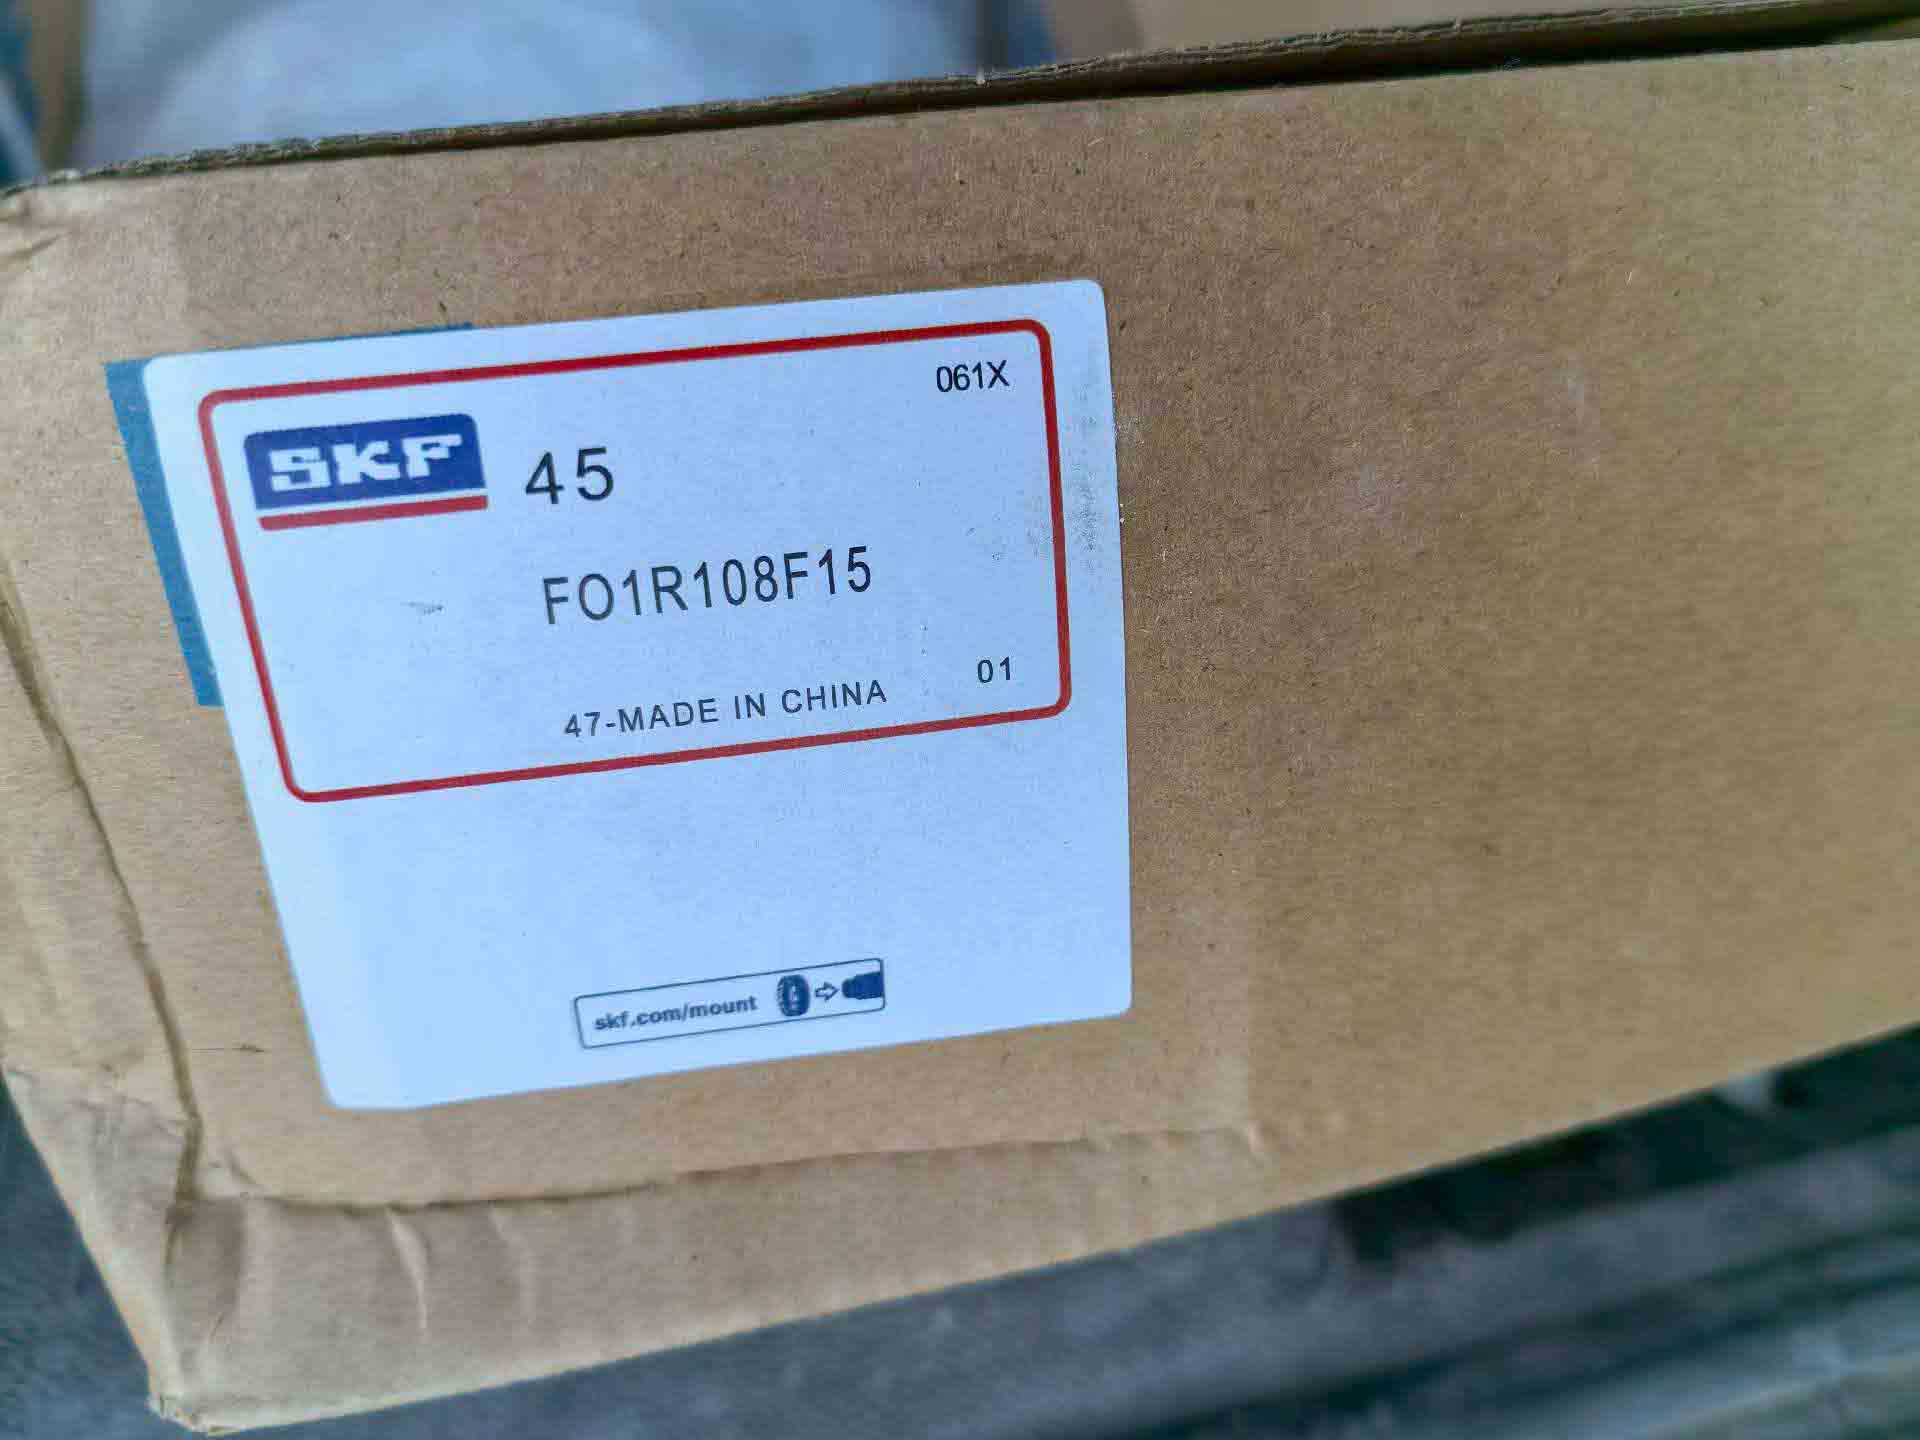 061X
SKF 45
FO1R108F15
47-MADE IN CHINA 01
skf.com/mount